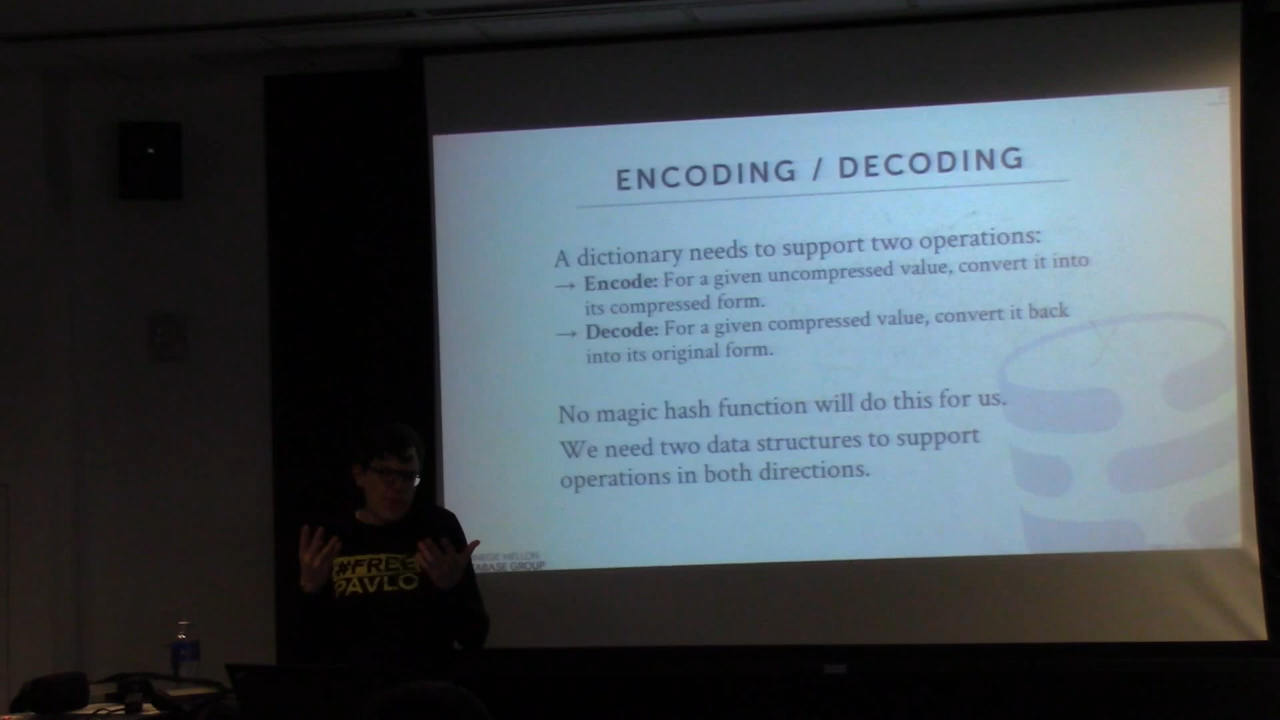 ENCODING / DECODING
A dictionary needs to support two operations:
→ Encode: For a given uncompressed value, convert it into
its compressed form.
→ Decode: For a given compressed value, convert it back
into its original form.
No magic hash function will do this for us.
We need two data structures to support
operations in both directions.
#FREE
PAVLO
MELLON
GROUP